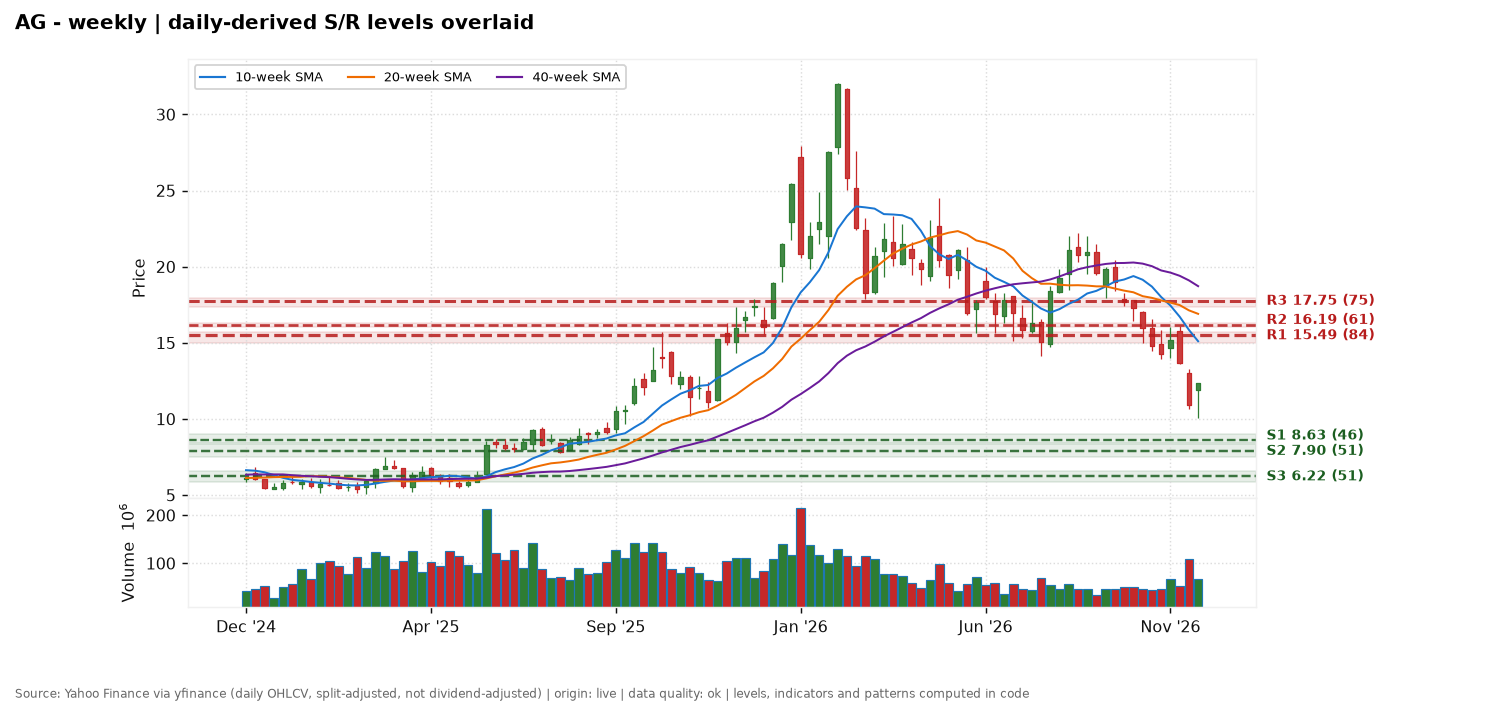 AG - weekly | daily-derived S/R levels overlaid
10-week SMA
20-week SMA
40-week SMA
Price
30
25
20
15
10
5
R3 17.75 (75)
R2 16.19 (61)
R1 15.49 (84)
S1 8.63 (46)
S2 7.90 (51)
S3 6.22 (51)
Volume 10⁶
200
100
Dec '24
Apr '25
Sep '25
Jan '26
Jun '26
Nov '26
Source: Yahoo Finance via yfinance (daily OHLCV, split-adjusted, not dividend-adjusted) | origin: live | data quality: ok | levels, indicators and patterns computed in code